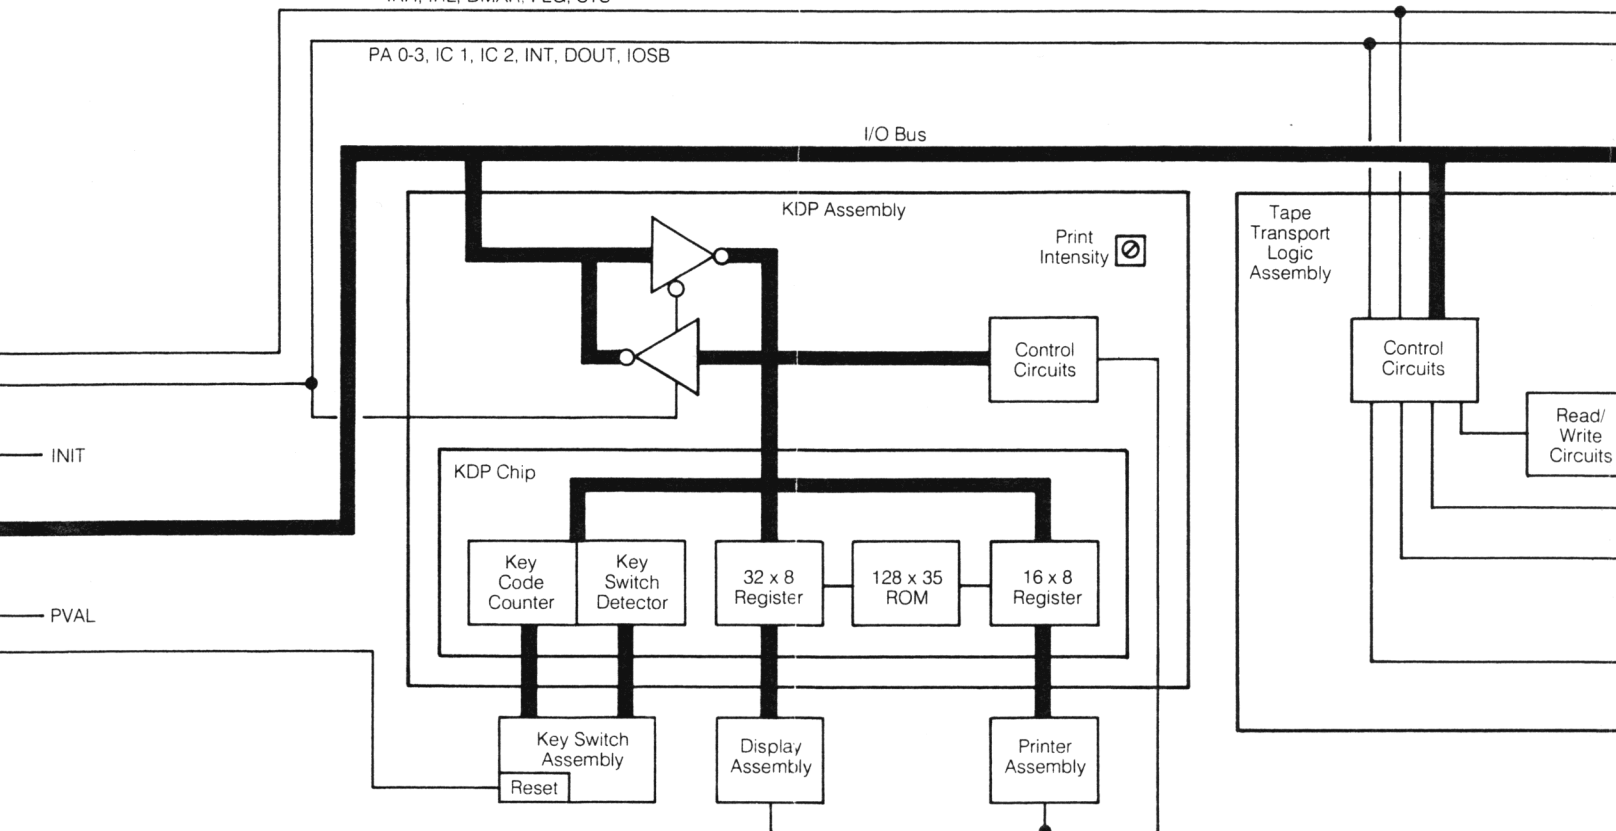 PA 0-3, IC 1, IC 2, INT, DOUT, IOSB
I/O Bus
KDP Assembly
Print
Intensity
Tape
Transport
Logic
Assembly
Control
Circuits
Control
Circuits
Read/
Write
Circuits
INIT
KDP Chip
Key
Code
Counter
Key
Switch
Detector
32 x 8
Register
128 x 35
ROM
16 x 8
Register
PVAL
Key Switch
Assembly
Reset
Display
Assembly
Printer
Assembly